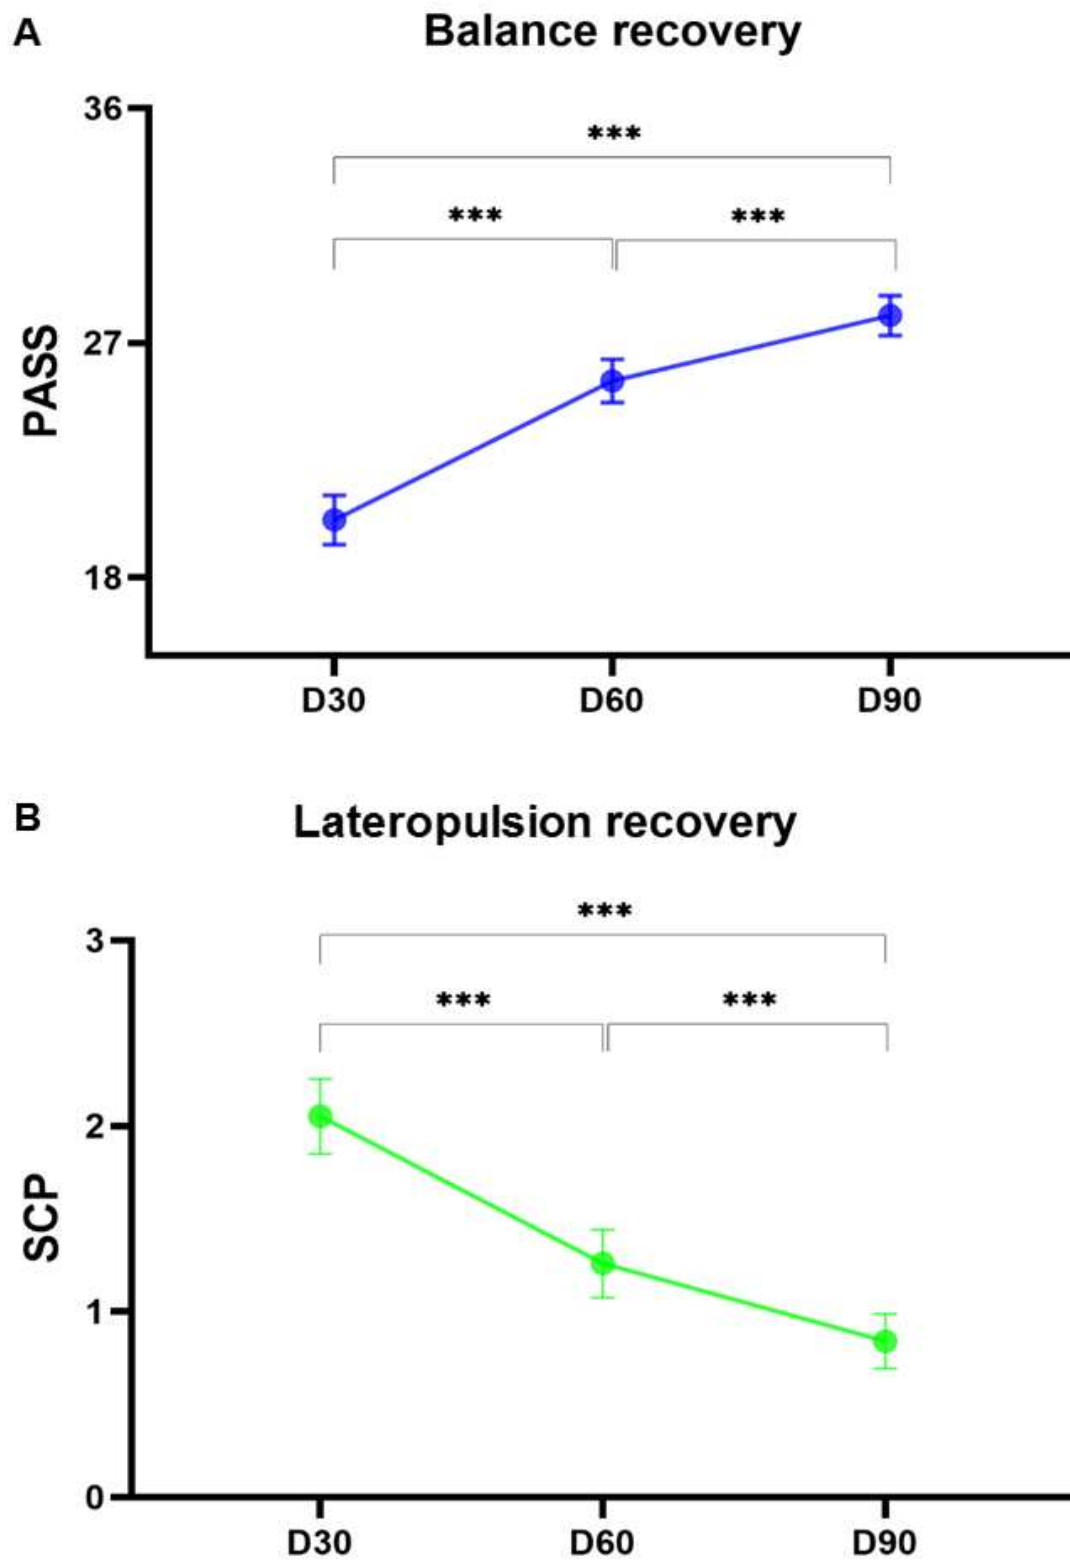 A
Balance recovery
36
***
***
***
27
PASS
18
D30
D60
D90
B
Lateropulsion recovery
***
3
***
***
2
SCP
1
0
D30
D60
D90